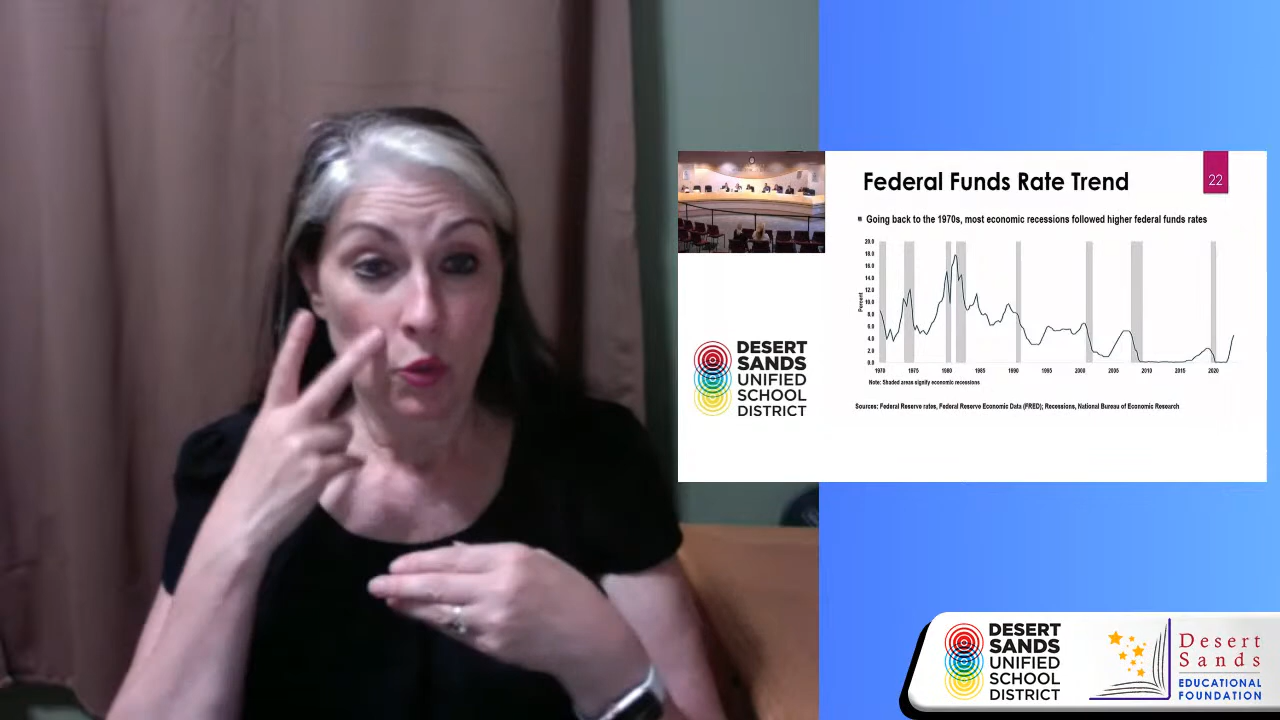 Federal Funds Rate Trend
22
Going back to the 1970s, most economic recessions followed higher federal funds rates
Percent
20.0
18.0
16.0
14.0
12.0
10.0
8.0
6.0
4.0
2.0
0.0
1970 1975 1980 1985 1990 1995 2000 2005 2010 2015 2020
Note: Shaded areas signify economic recessions
Sources: Federal Reserve rates, Federal Reserve Economic Data (FRED); Recessions, National Bureau of Economic Research
DESERT
SANDS
UNIFIED
SCHOOL
DISTRICT
DESERT
SANDS
UNIFIED
SCHOOL
DISTRICT
Desert
Sands
EDUCATIONAL
FOUNDATION